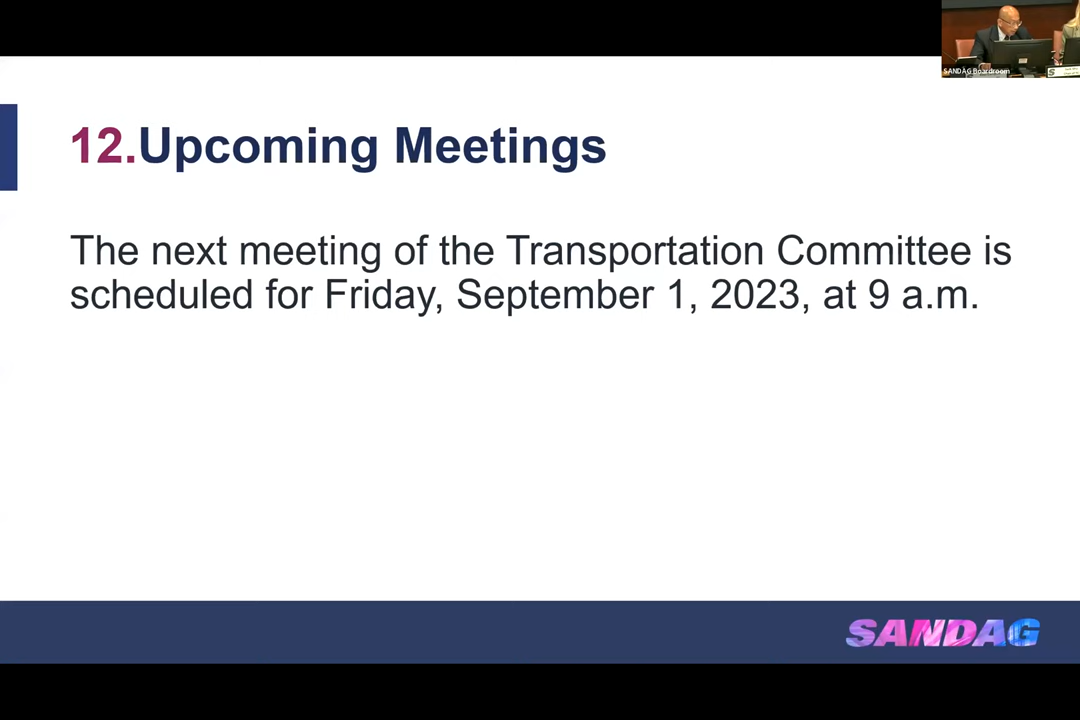 SANDAG Boardroom
12.Upcoming Meetings
The next meeting of the Transportation Committee is
scheduled for Friday, September 1, 2023, at 9 a.m.
SANDAG